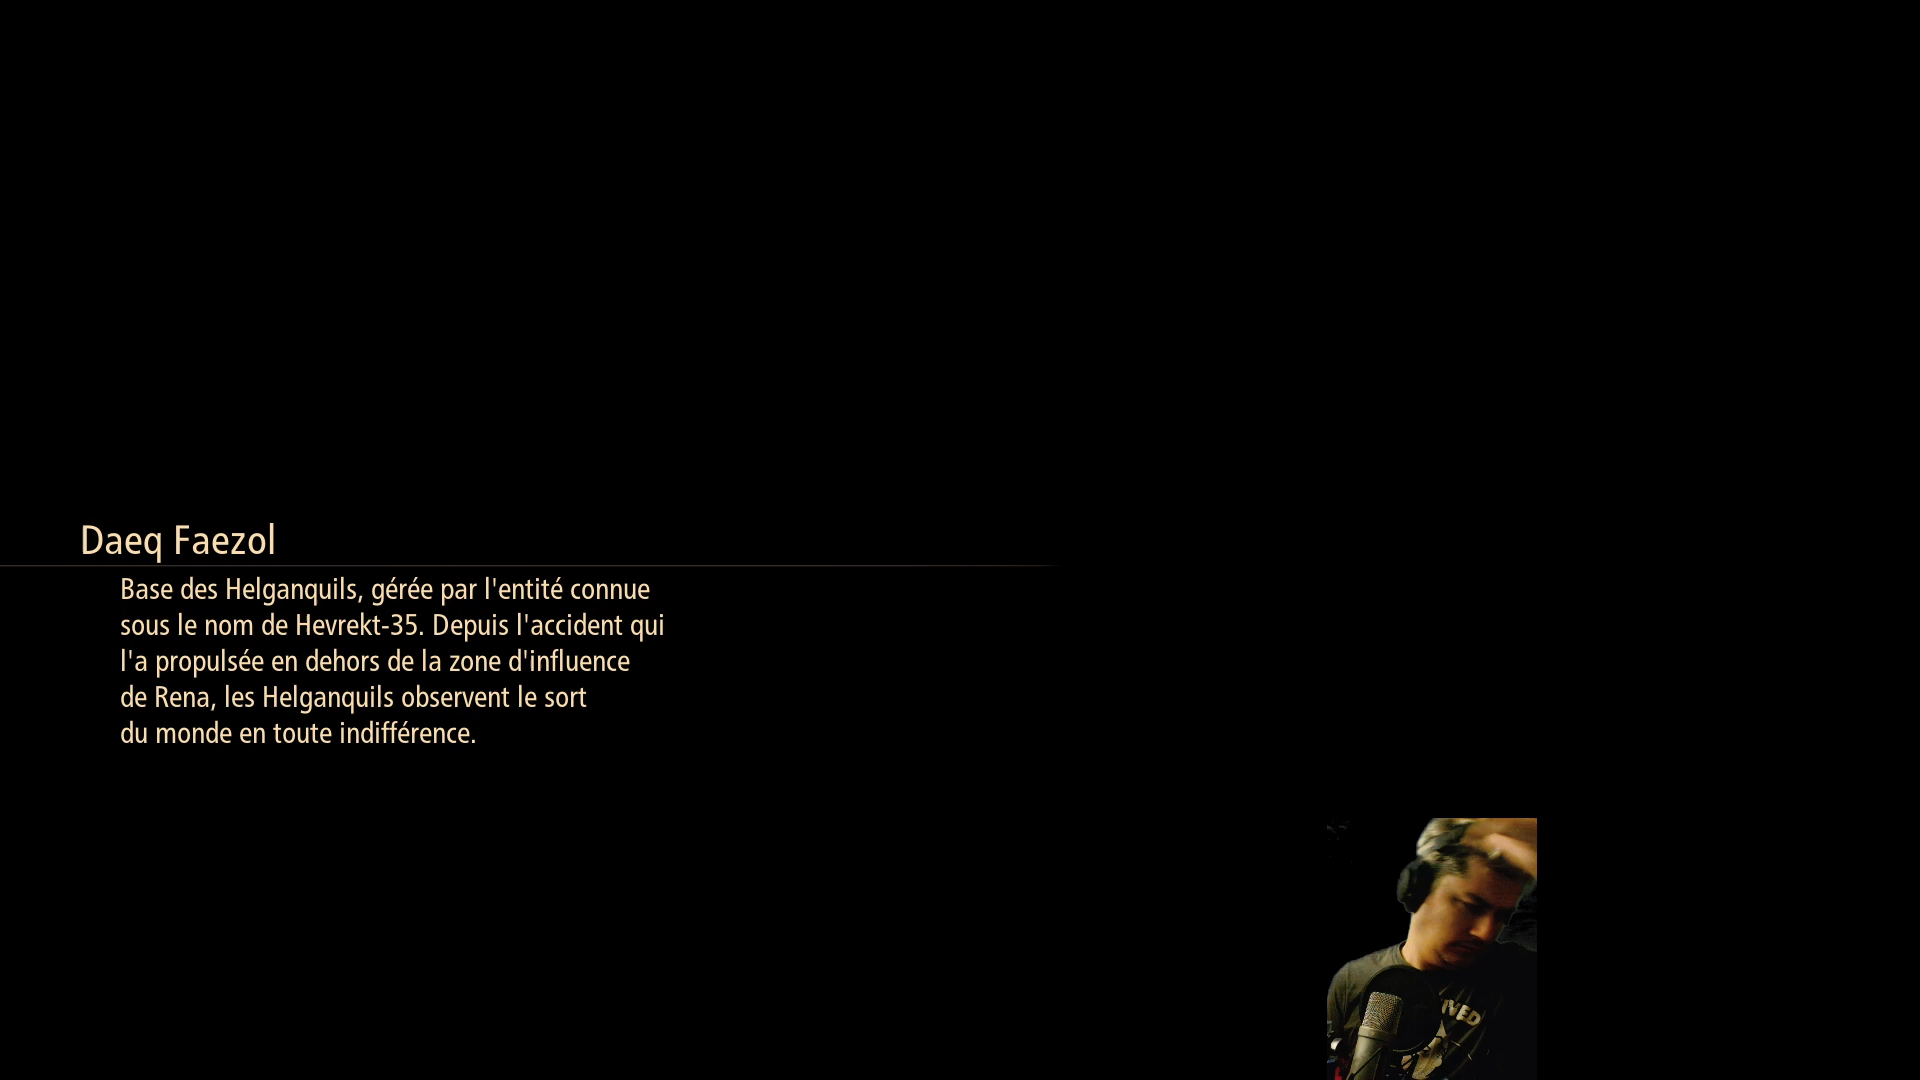 Daeq Faezol
Base des Helganquils, gérée par l'entité connue
sous le nom de Hevrekt-35. Depuis l'accident qui
l'a propulsée en dehors de la zone d'influence
de Rena, les Helganquils observent le sort
du monde en toute indifférence.